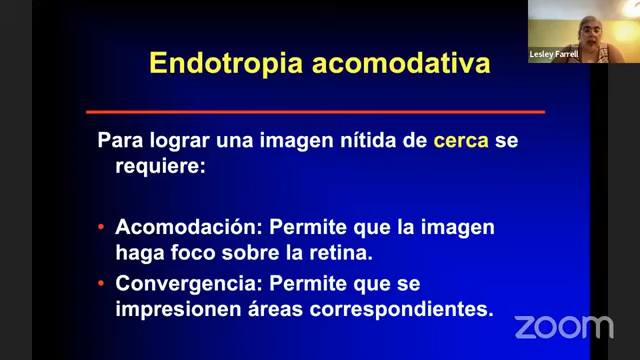 Lesley Farrell
Endotropia acomodativa
Para lograr una imagen nítida de cerca se
requiere:
• Acomodación: Permite que la imagen
haga foco sobre la retina.
• Convergencia: Permite que se
impresionen áreas correspondientes.
zoom